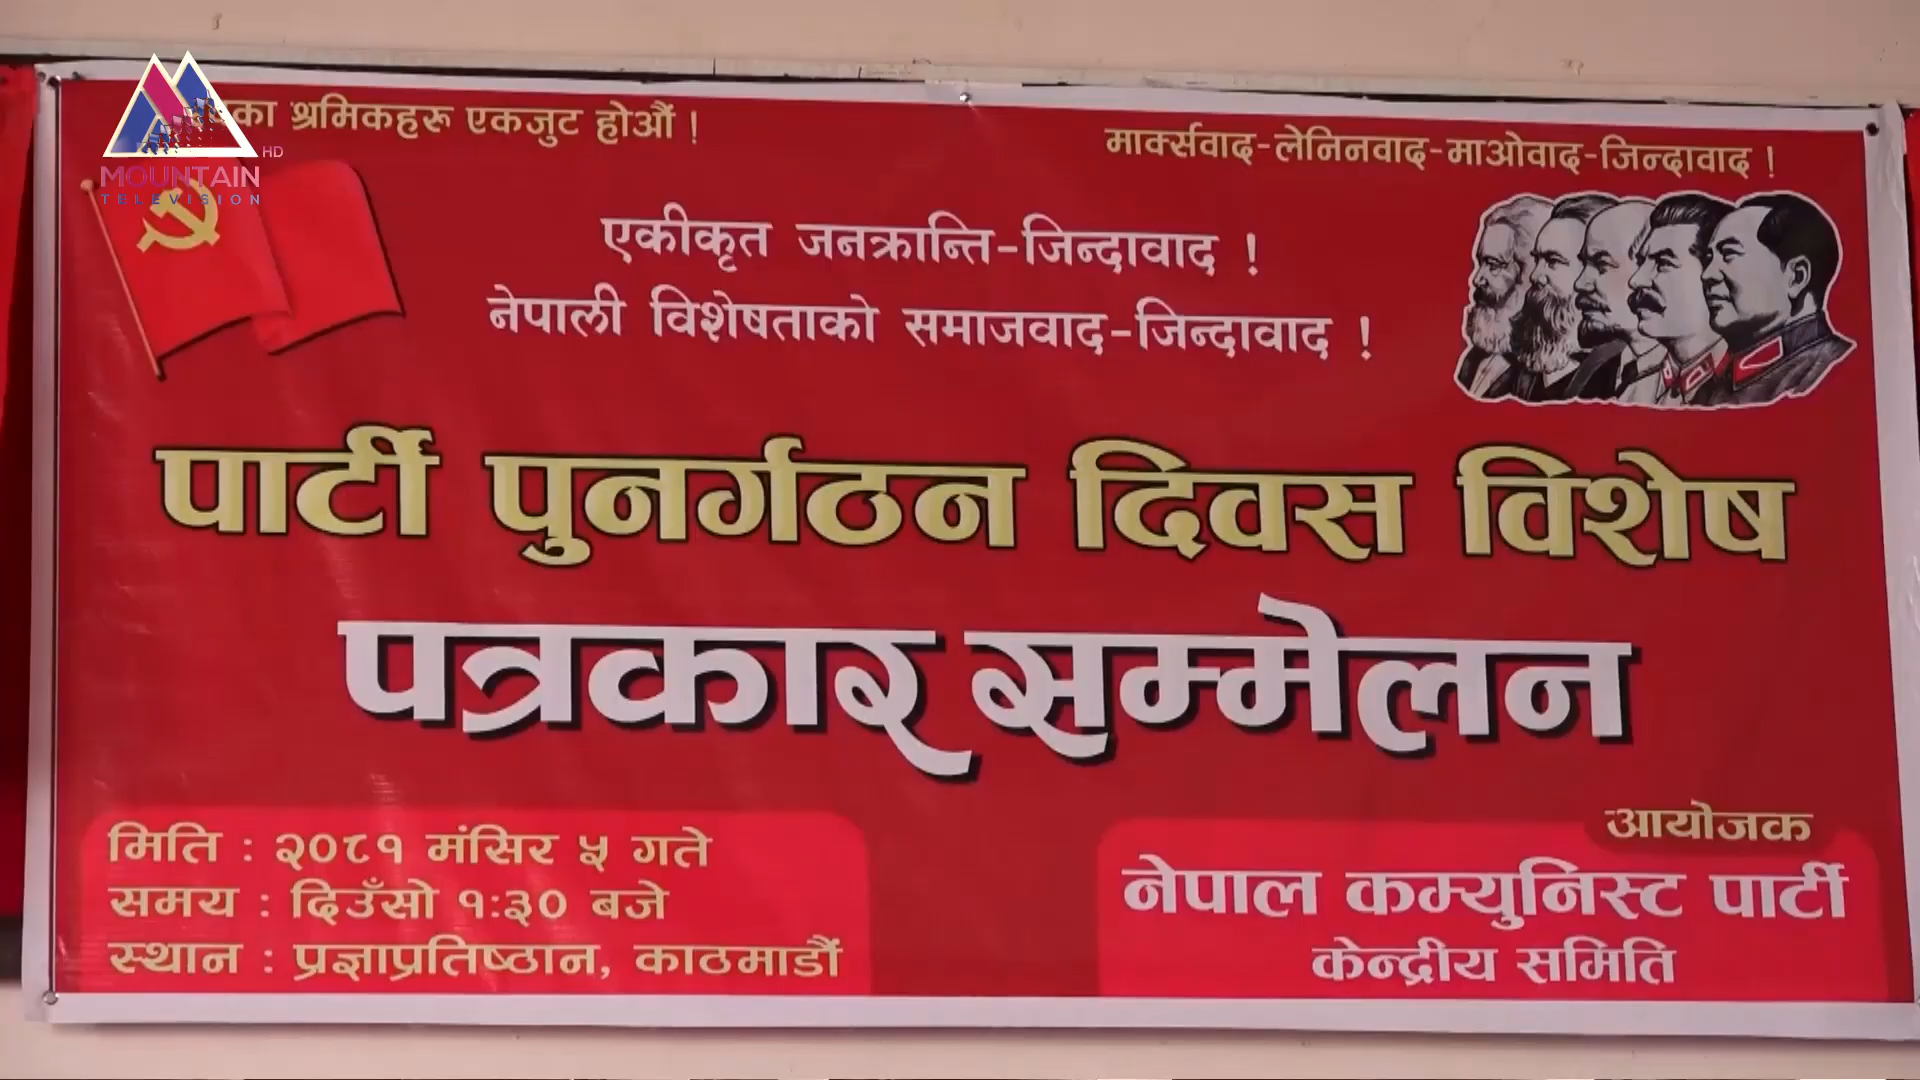 का श्रमिकहरू एकजुट होऔं !
मार्क्सवाद-लेनिनवाद-माओवाद-जिन्दावाद !
एकीकृत जनक्रान्ति-जिन्दावाद !
नेपाली विशेषताको समाजवाद-जिन्दावाद !
पार्टी पुनर्गठन दिवस विशेष
पत्रकार सम्मेलन
मिति : २०८१ मंसिर ५ गते
समय : दिउँसो १:३० बजे
स्थान : प्रज्ञाप्रतिष्ठान, काठमाडौं
आयोजक
नेपाल कम्युनिस्ट पार्टी
केन्द्रीय समिति
HD
MOUNTAIN
TELEVISION